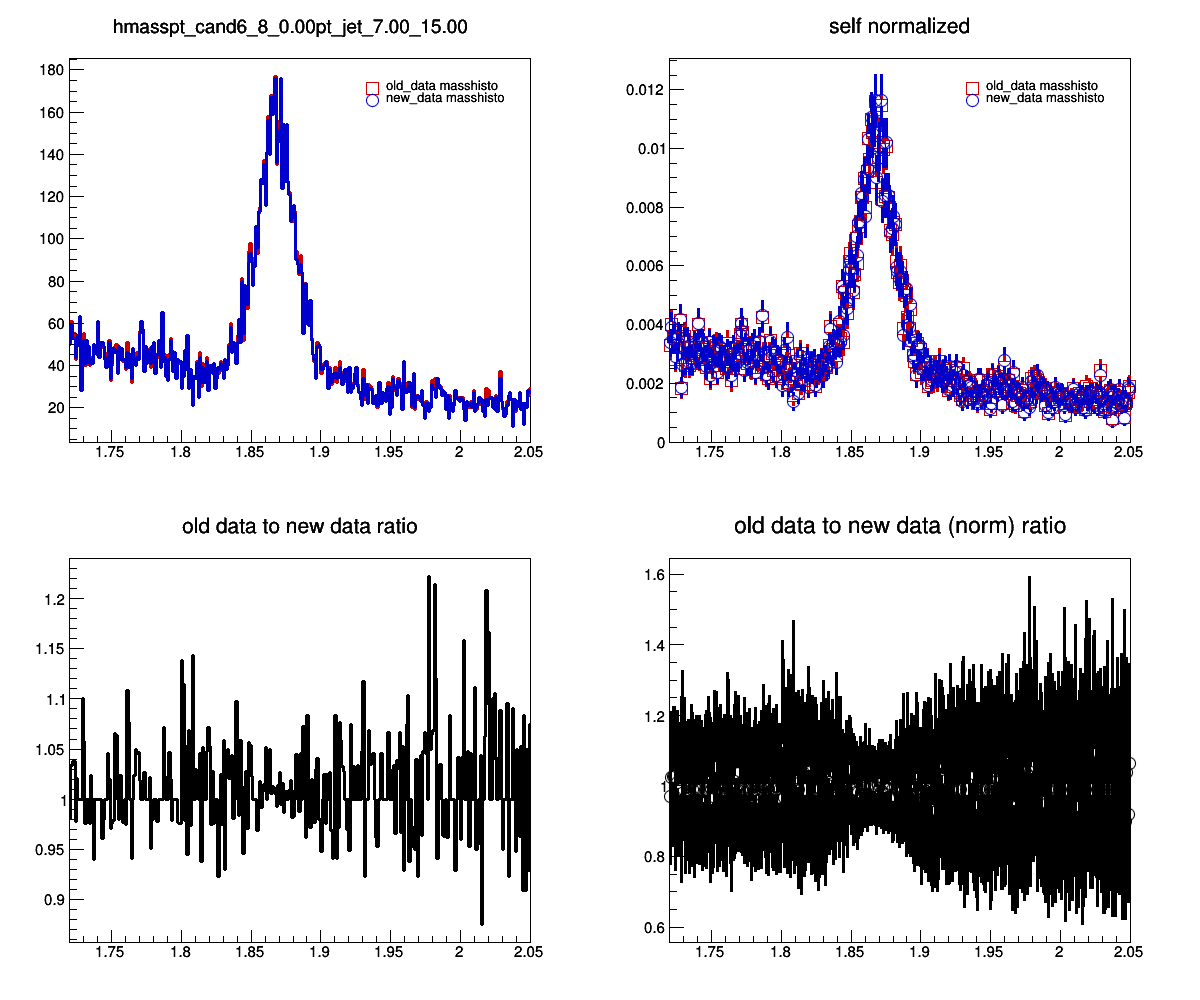 hmasspt_cand6_8_0.00pt_jet_7.00_15.00
old_data masshisto
new_data masshisto
180
160
140
120
100
80
60
40
20
1.75 1.8 1.85 1.9 1.95 2 2.05
self normalized
old_data masshisto
new_data masshisto
0.012
0.01
0.008
0.006
0.004
0.002
0
1.75 1.8 1.85 1.9 1.95 2 2.05
old data to new data ratio
1.2
1.15
1.1
1.05
1
0.95
0.9
1.75 1.8 1.85 1.9 1.95 2 2.05
old data to new data (norm) ratio
1.6
1.4
1.2
1
0.8
0.6
1.75 1.8 1.85 1.9 1.95 2 2.05